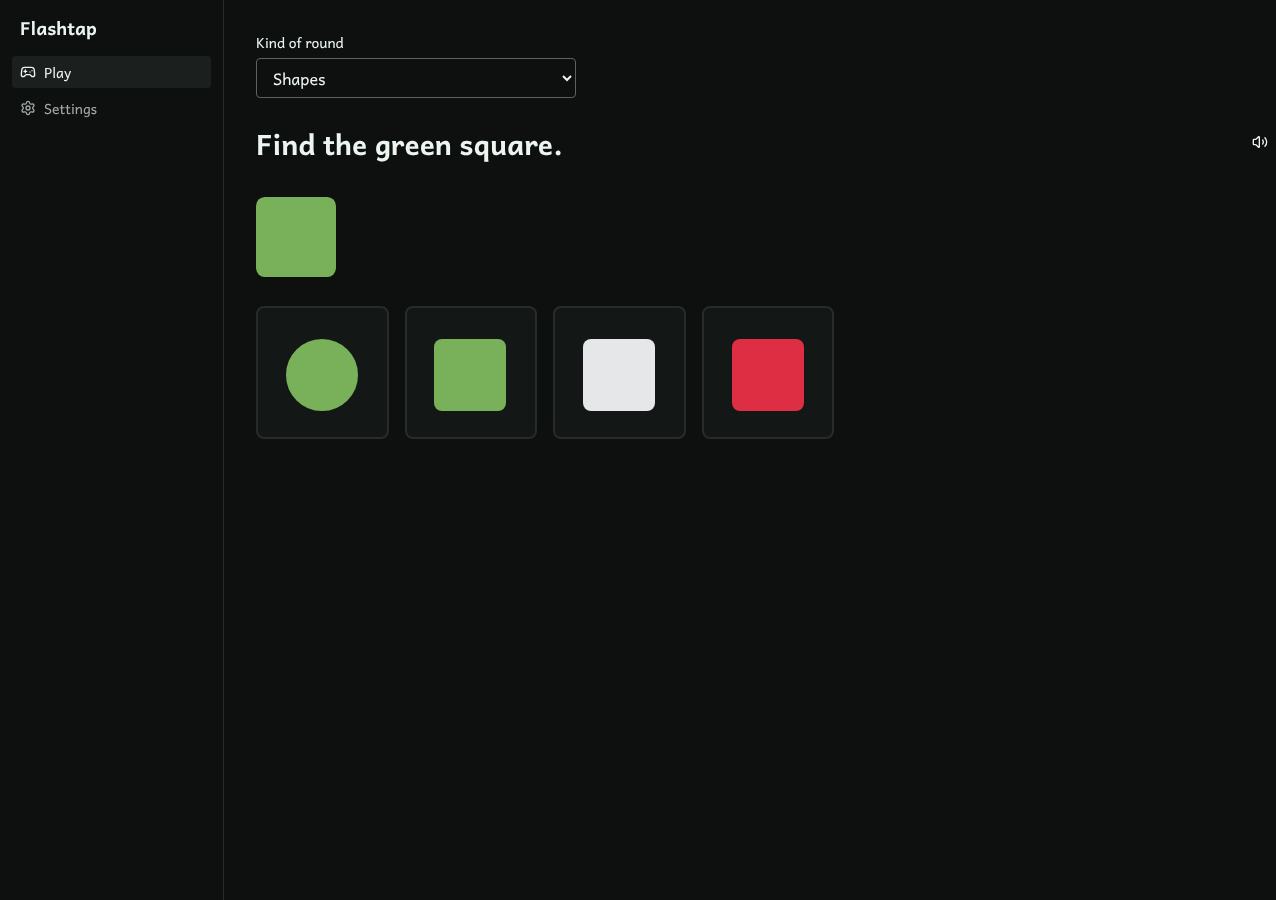 Flashtap
Play
Settings
Kind of round
Shapes
Find the green square.